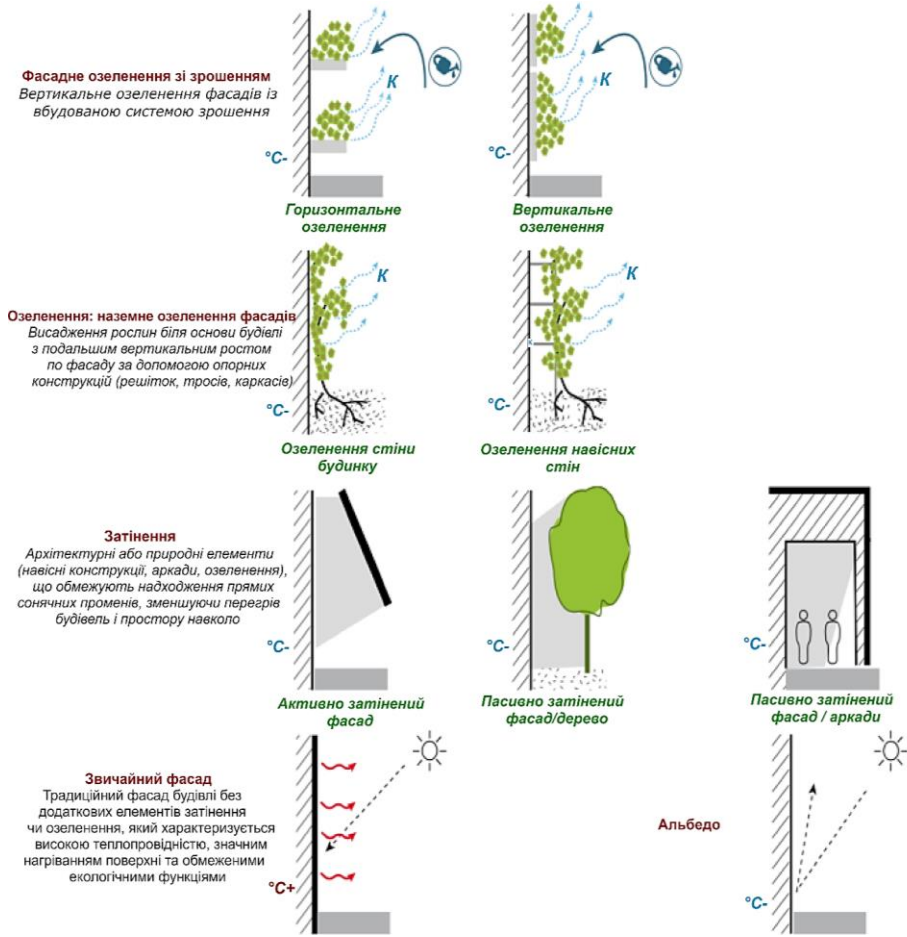 Фасадне озеленення зі зрошенням
Вертикальне озеленення фасадів із
вбудованою системою зрошення
°C-
К
Горизонтальне
озеленення
°C-
К
Вертикальне
озеленення
Озеленення: наземне озеленення фасадів
Висадження рослин біля основи будівлі
з подальшим вертикальним ростом
по фасаду за допомогою опорних
конструкцій (решіток, тросів, каркасів)
°C-
К
Озеленення стіни
будинку
°C-
К
Озеленення навісних
стін
Затінення
Архітектурні або природні елементи
(навісні конструкції, аркади, озеленення),
що обмежують надходження прямих
сонячних променів, зменшуючи перегрів
будівель і простору навколо
°C-
Активно затінений
фасад
°C-
Пасивно затінений
фасад/дерево
°C-
Пасивно затінений
фасад / аркади
Звичайний фасад
Традиційний фасад будівлі без
додаткових елементів затінення
чи озеленення, який характеризується
високою теплопровідністю, значним
нагріванням поверхні та обмеженими
екологічними функціями
°C+
Альбедо
°C-